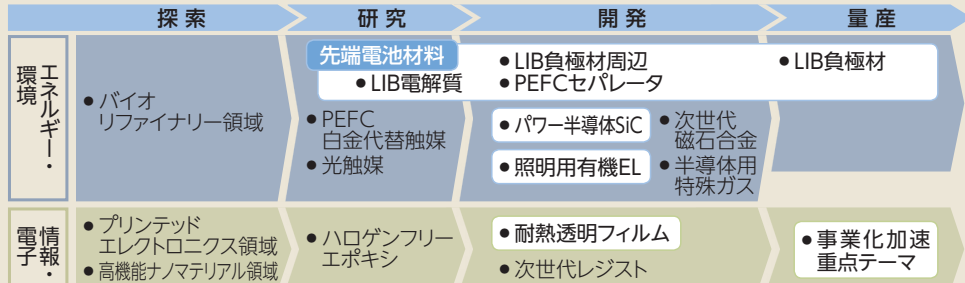 探索
研究
開発
量産
エネルギー・
環境
● バイオ
リファイナリー領域
先端電池材料
● LIB電解質
● LIB負極材周辺
● PEFCセパレータ
● LIB負極材
● PEFC
白金代替触媒
● 光触媒
● パワー半導体SiC
● 照明用有機EL
● 次世代
磁石合金
● 半導体用
特殊ガス
情報・
電子
● プリンテッド
エレクトロニクス領域
● 高機能ナノマテリアル領域
● ハロゲンフリー
エポキシ
● 耐熱透明フィルム
● 次世代レジスト
● 事業化加速
重点テーマ